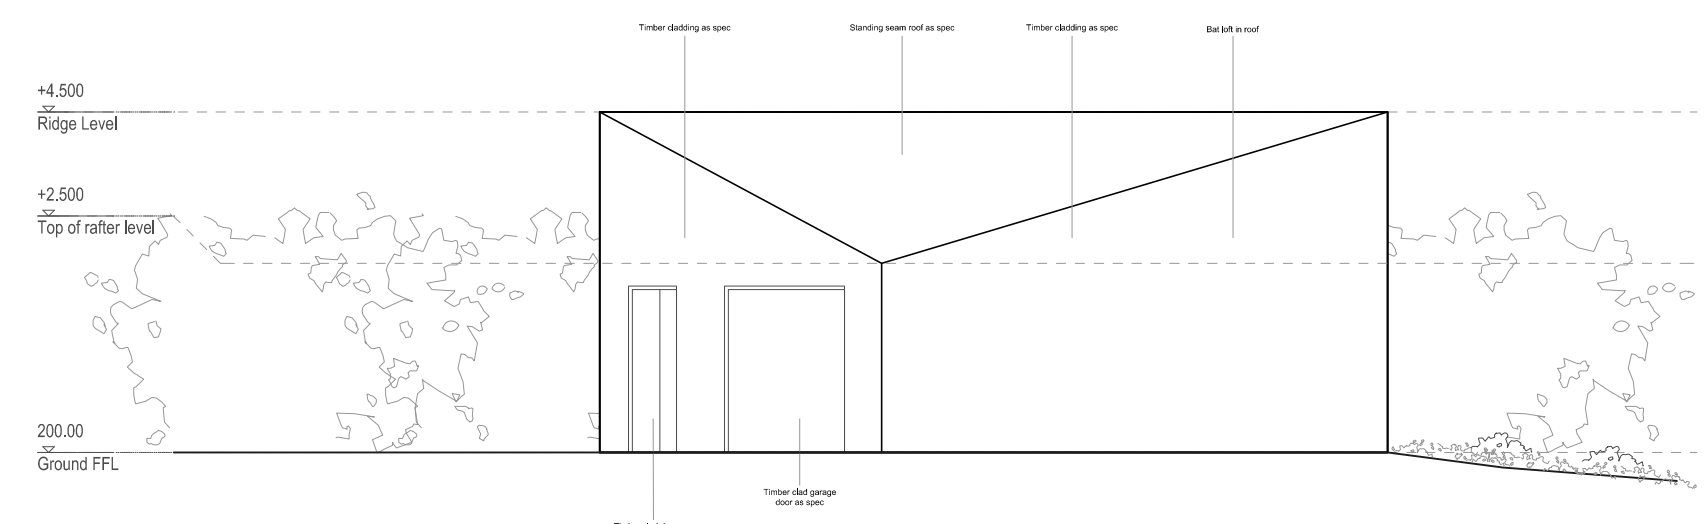 Timber cladding as spec
Standing seam roof as spec
Timber cladding as spec
Bat loft in roof
+4.500
Ridge Level
+2.500
Top of rafter level
200.00
Ground FFL
Timber clad garage
door as spec